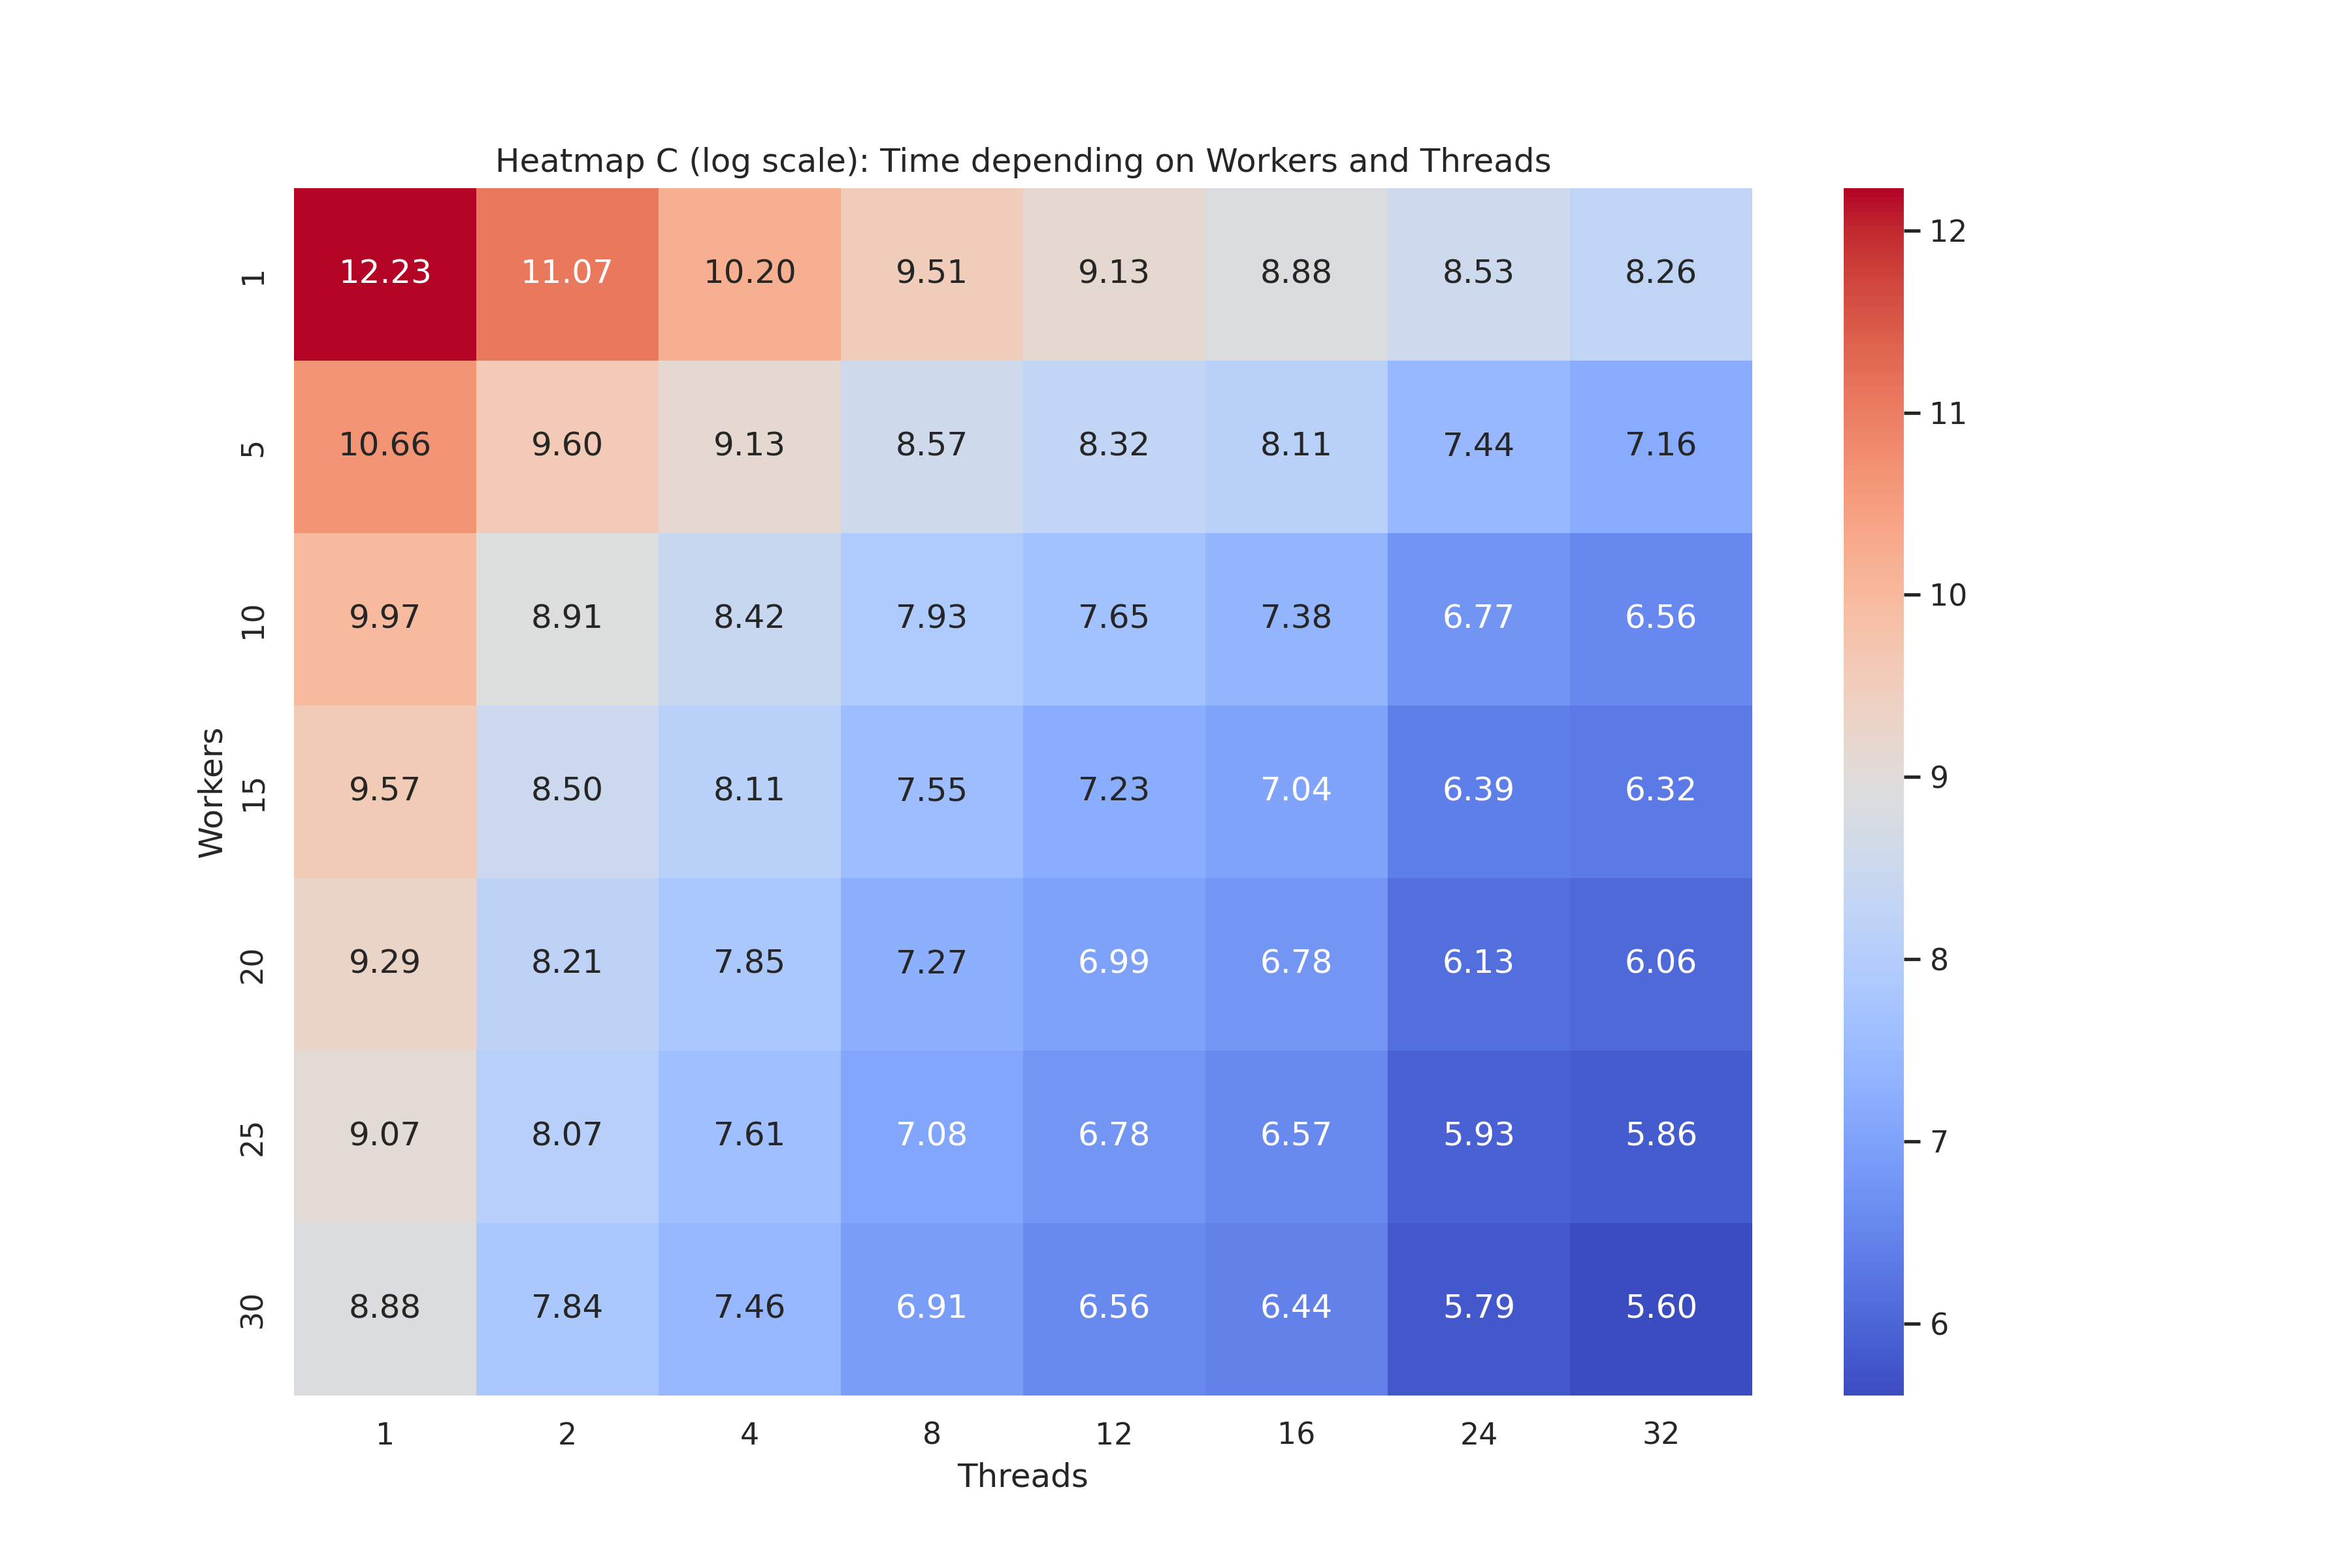 Heatmap C (log scale): Time depending on Workers and Threads
12.23 11.07 10.20 9.51 9.13 8.88 8.53 8.26
10.66 9.60 9.13 8.57 8.32 8.11 7.44 7.16
9.97 8.91 8.42 7.93 7.65 7.38 6.77 6.56
9.57 8.50 8.11 7.55 7.23 7.04 6.39 6.32
9.29 8.21 7.85 7.27 6.99 6.78 6.13 6.06
9.07 8.07 7.61 7.08 6.78 6.57 5.93 5.86
8.88 7.84 7.46 6.91 6.56 6.44 5.79 5.60
1
5
10
15
20
25
30
Workers
1 2 4 8 12 16 24 32
Threads
12
11
10
9
8
7
6